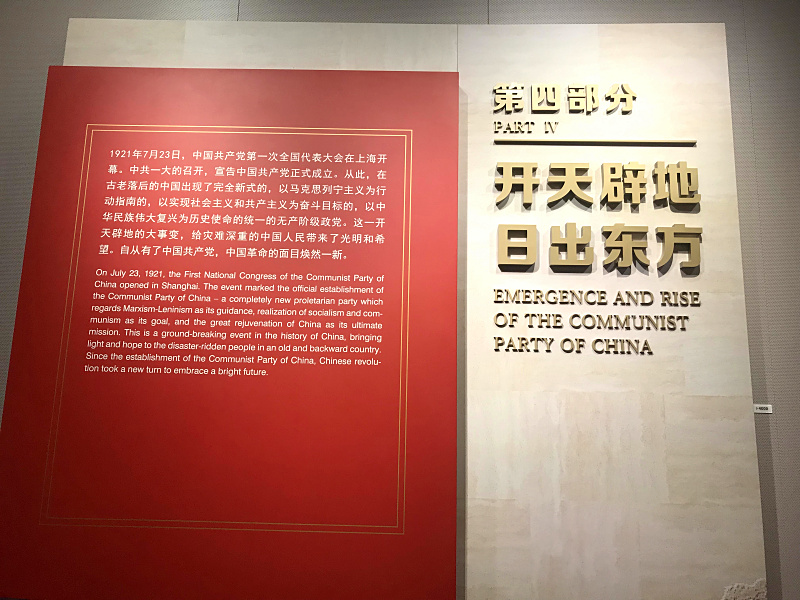 1921年7月23日，中国共产党第一次全国代表大会在上海开
幕。中共一大的召开，宣告中国共产党正式成立。从此，在
古老落后的中国出现了完全新式的，以马克思列宁主义为行
动指南的，以实现社会主义和共产主义为奋斗目标的，以中
华民族伟大复兴为历史使命的统一的无产阶级政党。这一开
天辟地的大事变，给灾难深重的中国人民带来了光明和希
望。自从有了中国共产党，中国革命的面目焕然一新。
On July 23, 1921, the First National Congress of the Communist Party of
China opened in Shanghai. The event marked the official establishment of
the Communist Party of China – a completely new proletarian party which
regards Marxism-Leninism as its guidance, realization of socialism and com-
munism as its goal, and the great rejuvenation of China as its ultimate
mission. This is a ground-breaking event in the history of China, bringing
light and hope to the disaster-ridden people in an old and backward country.
Since the establishment of the Communist Party of China, Chinese revolu-
tion took a new turn to embrace a bright future.
第四部分
PART IV
开天辟地
日出东方
EMERGENCE AND RISE
OF THE COMMUNIST
PARTY OF CHINA